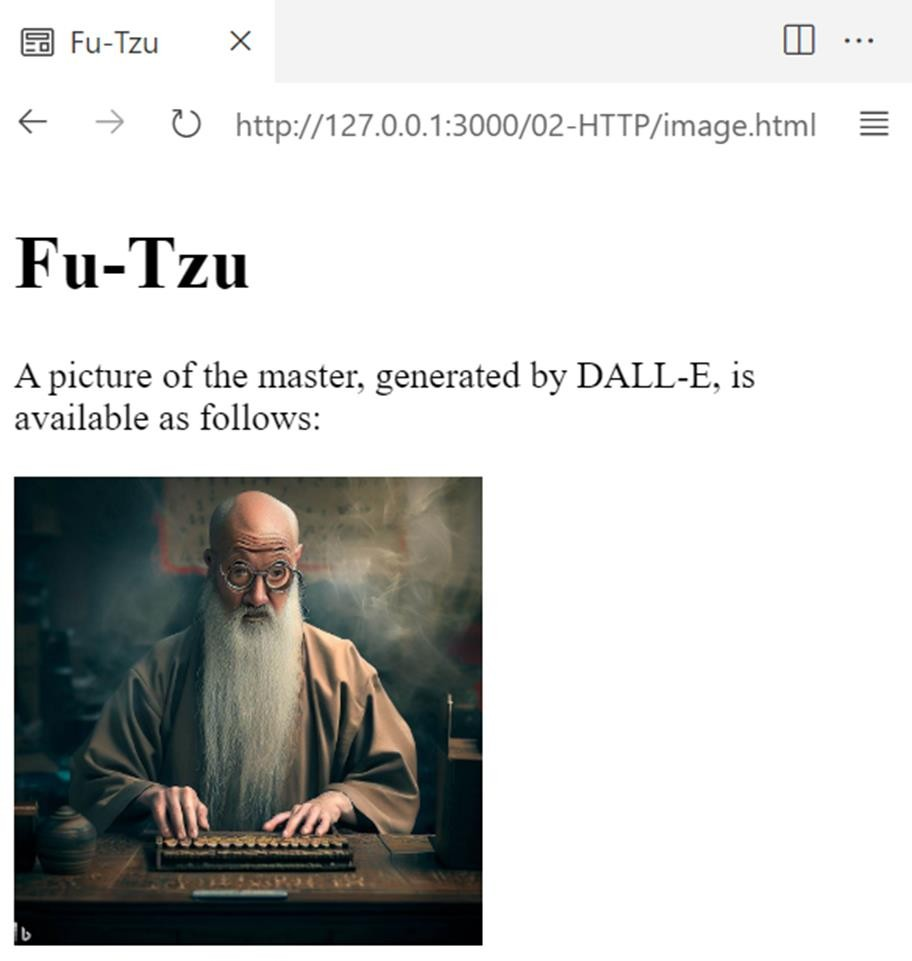 Fu-Tzu
http://127.0.0.1:3000/02-HTTP/image.html
Fu-Tzu
A picture of the master, generated by DALL-E, is
available as follows:
b